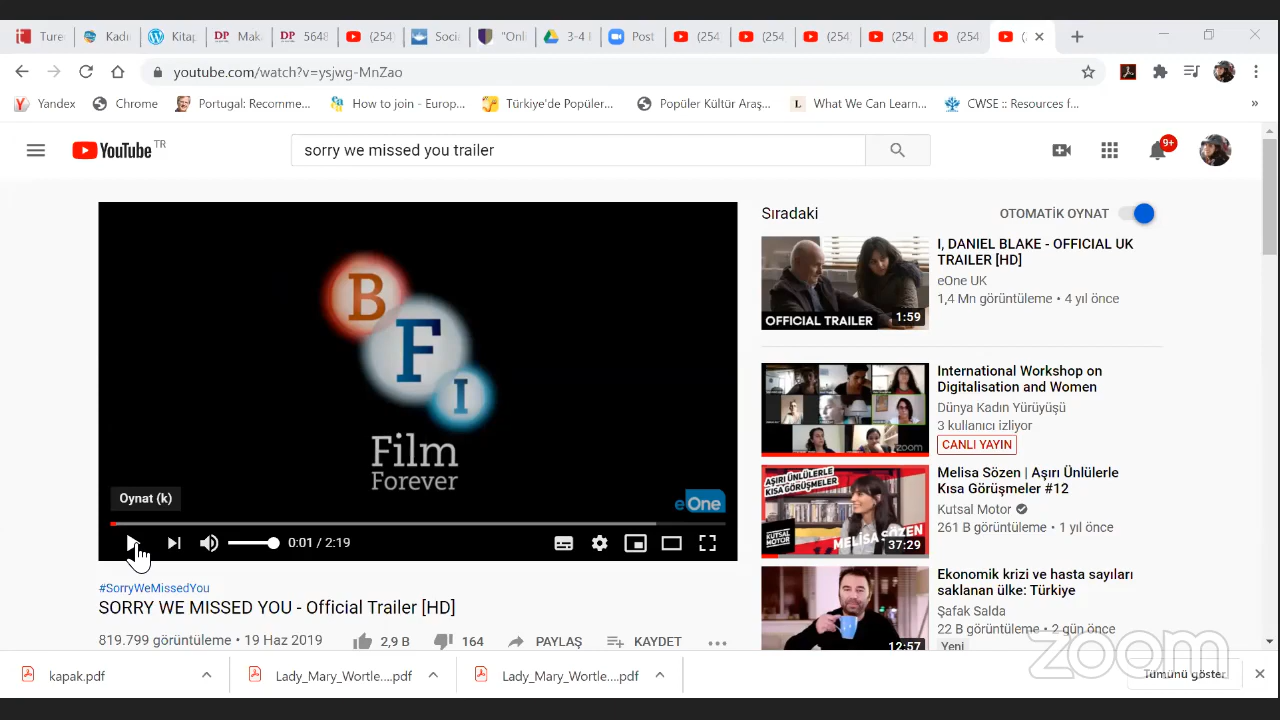 Ture
Kadı
Kitap
DP Mak
DP 5648
(254
Soci
"Onli
3-4 I
Post
(254
(254
(254
(254
(254
(
youtube.com/watch?v=ysjwg-MnZao
Yandex
Chrome
Portugal: Recomme...
How to join - Europ...
Türkiye'de Popüler...
Popüler Kültür Araş...
L What We Can Learn...
CWSE :: Resources f...
»
YouTube TR
sorry we missed you trailer
9+
BFI
Film
Forever
eOne
Oynat (k)
0:01 / 2:19
#SorryWeMissedYou
SORRY WE MISSED YOU - Official Trailer [HD]
819.799 görüntüleme • 19 Haz 2019
2,9 B
164
PAYLAŞ
KAYDET
Sıradaki
OTOMATİK OYNAT
OFFICIAL TRAILER
1:59
I, DANIEL BLAKE - OFFICIAL UK
TRAILER [HD]
eOne UK
1,4 Mn görüntüleme • 4 yıl önce
zoom
International Workshop on
Digitalisation and Women
Dünya Kadın Yürüyüşü
3 kullanıcı izliyor
CANLI YAYIN
AŞIRI ÜNLÜLERLE
KISA GÖRÜŞMELER
KUTSAL
MOTOR
MELİSA SÖZEN
37:29
Melisa Sözen | Aşırı Ünlülerle
Kısa Görüşmeler #12
Kutsal Motor
261 B görüntüleme • 1 yıl önce
12:57
Ekonomik krizi ve hasta sayıları
saklanan ülke: Türkiye
Şafak Salda
22 B görüntüleme • 2 gün önce
Yeni
kapak.pdf
Lady_Mary_Wortle....pdf
Lady_Mary_Wortle....pdf
Tümünü göster
zoom